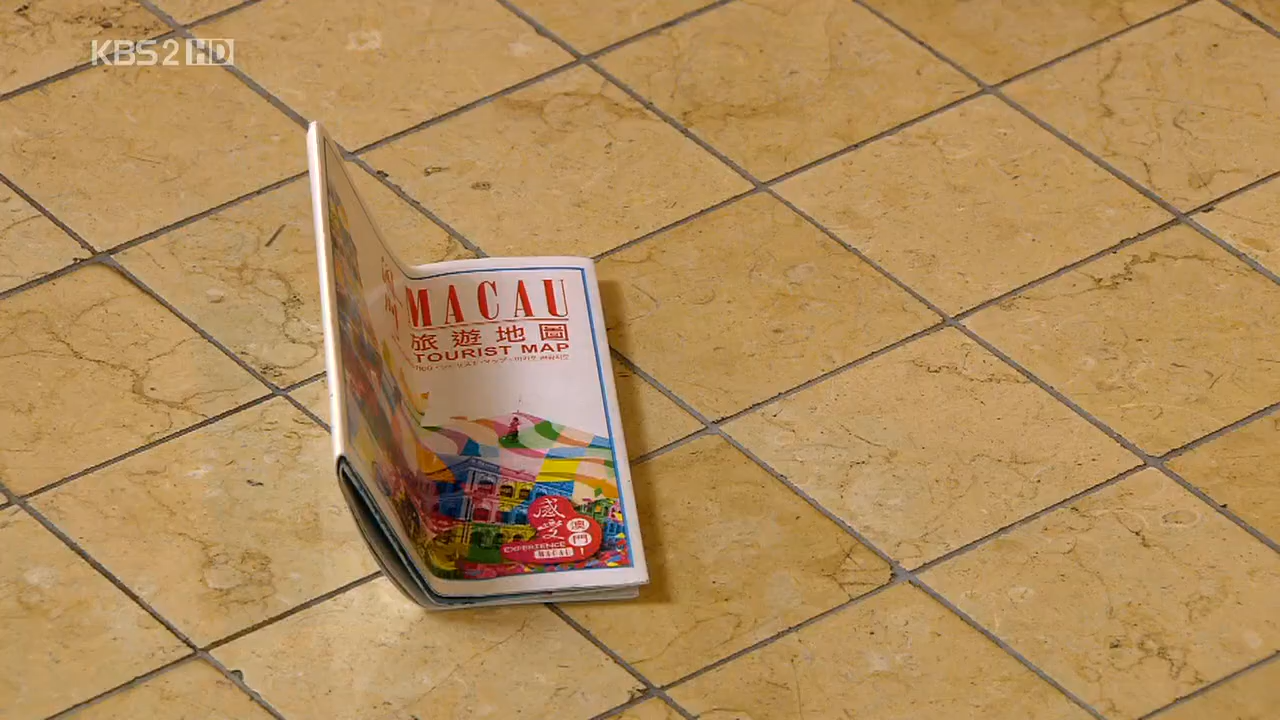 KBS2 HD
MACAU
旅遊地圖
TOURIST MAP
感受
澳門!
EXPERIENCE
MACAU